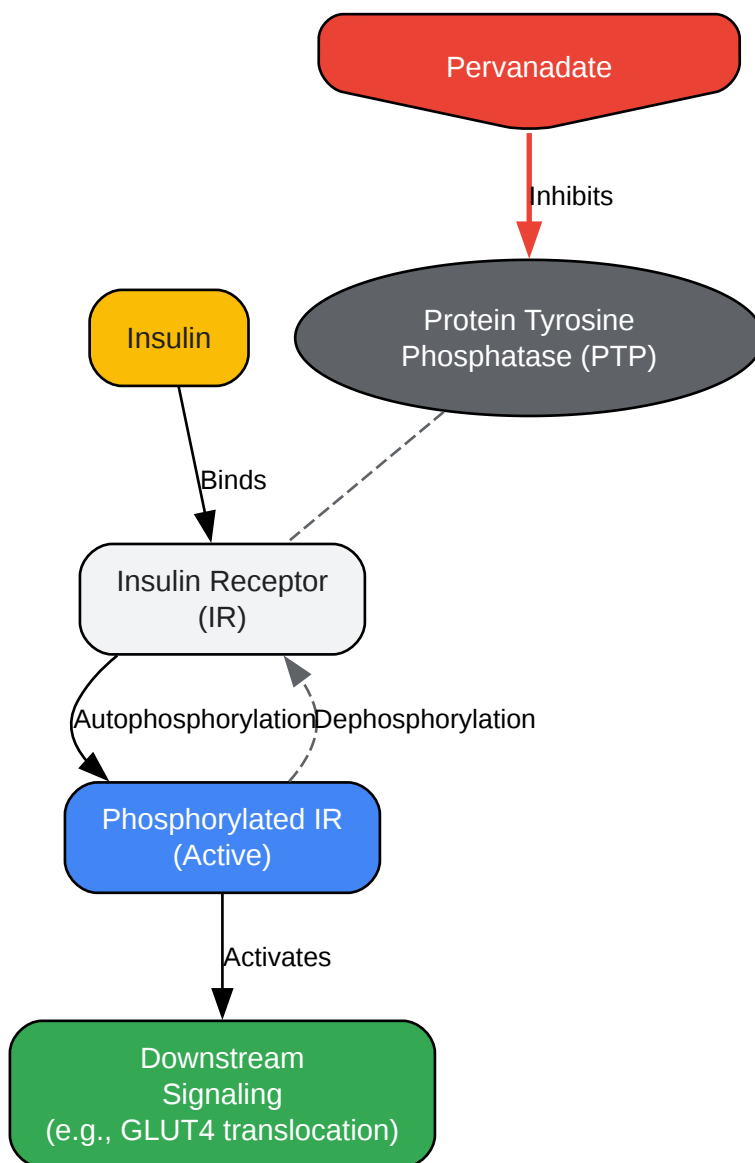 Pervanadate
Inhibits
Protein Tyrosine
Phosphatase (PTP)
Insulin
Binds
Insulin Receptor
(IR)
Autophosphorylation
Dephosphorylation
Phosphorylated IR
(Active)
Activates
Downstream
Signaling
(e.g., GLUT4 translocation)